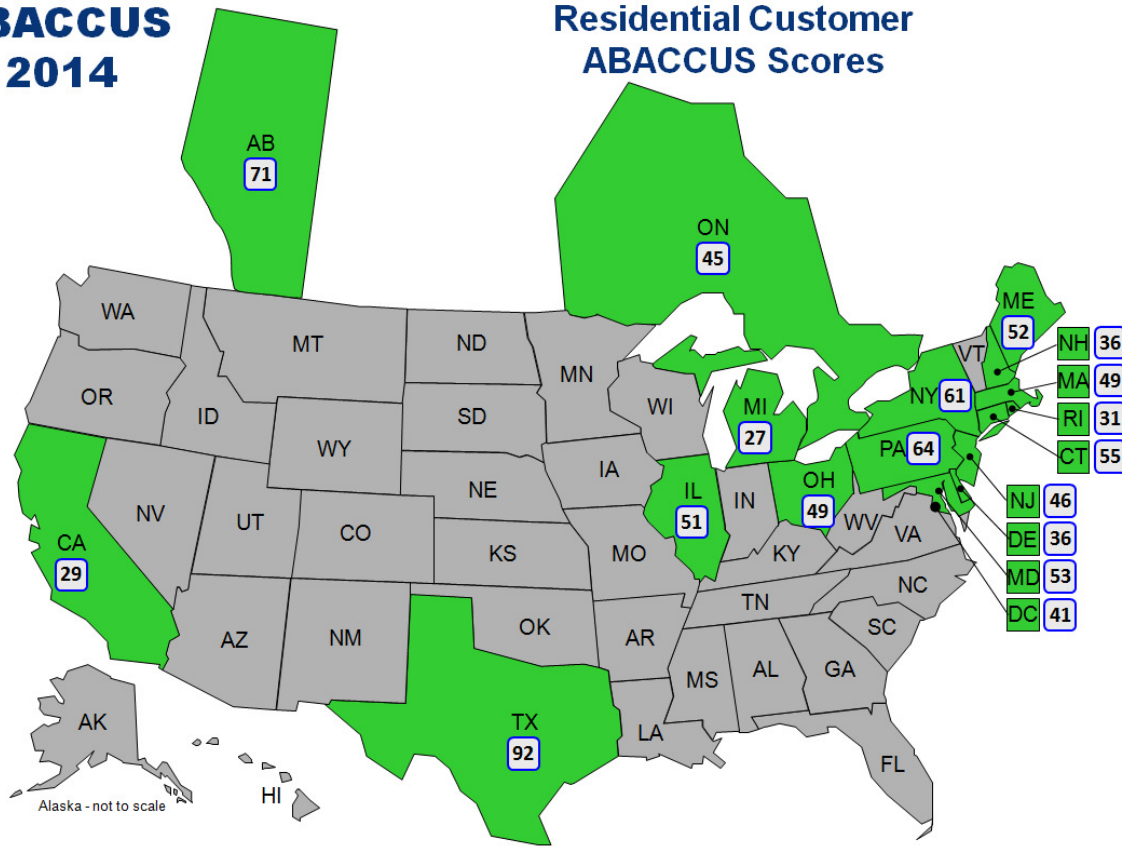 BACCUS
2014
Residential Customer
ABACCUS Scores
AB
71
ON
45
WA
MT
ND
MN
ME
52
VT
NH 36
MA 49
RI 31
CT 55
OR
ID
SD
WI
MI
27
NY 61
WY
IA
PA 64
NE
IL
51
IN
OH
49
NJ 46
DE 36
MD 53
DC 41
NV
UT
CO
KS
MO
KY
WV
VA
CA
29
AZ
NM
OK
AR
TN
NC
SC
MS
AL
GA
TX
92
LA
FL
AK
HI
Alaska - not to scale